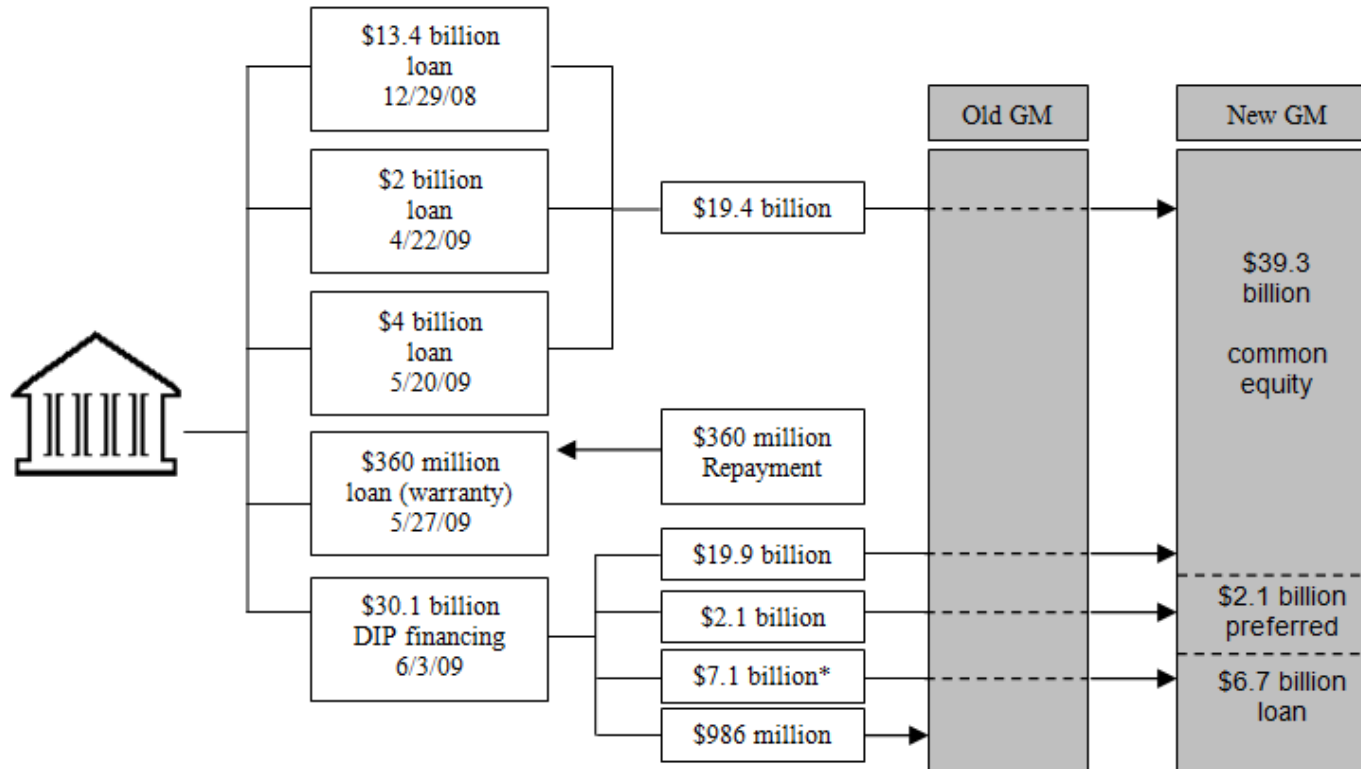 $13.4 billion
loan
12/29/08
$2 billion
loan
4/22/09
$4 billion
loan
5/20/09
$360 million
loan (warranty)
5/27/09
$30.1 billion
DIP financing
6/3/09
$19.4 billion
$360 million
Repayment
$19.9 billion
$2.1 billion
$7.1 billion*
$986 million
Old GM
New GM
$39.3
billion
common
equity
$2.1 billion
preferred
$6.7 billion
loan